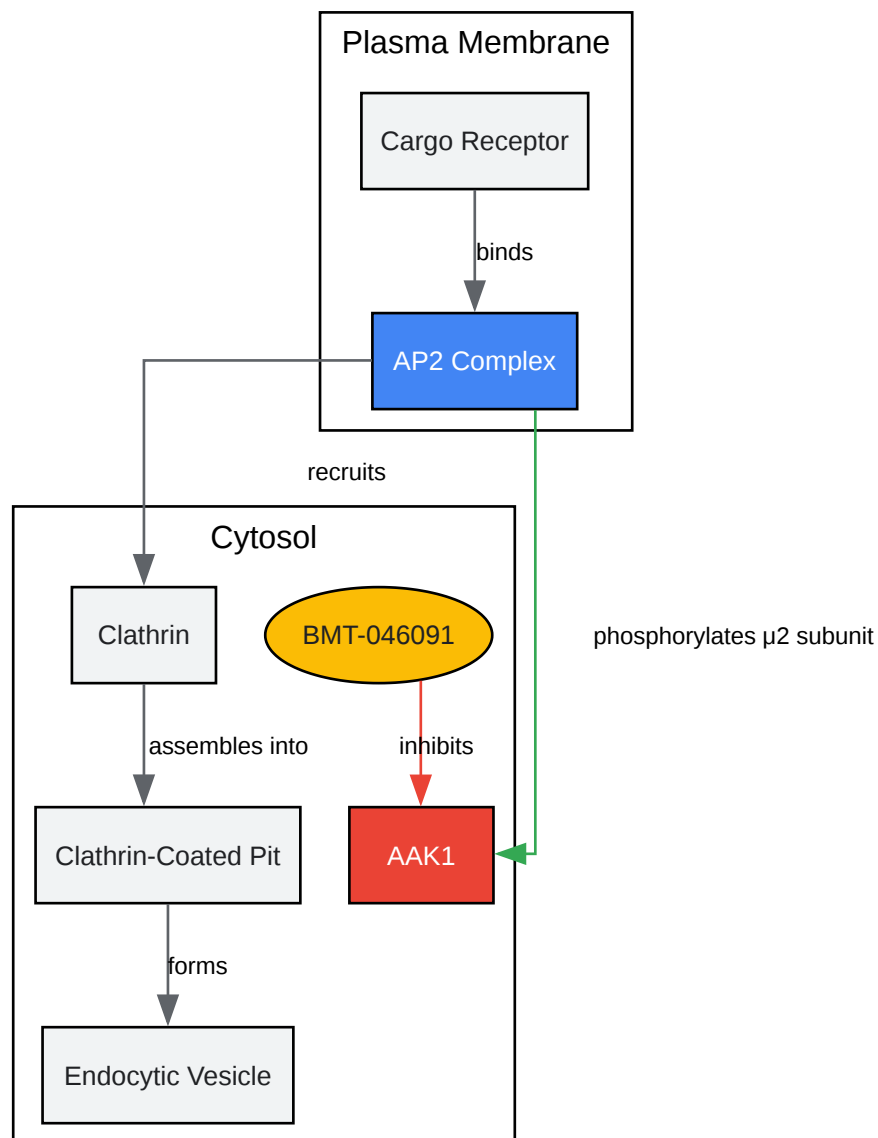 Plasma Membrane
Cargo Receptor
binds
AP2 Complex
recruits
Cytosol
Clathrin
BMT-046091
phosphorylates μ2 subunit
assembles into
inhibits
Clathrin-Coated Pit
AAK1
forms
Endocytic Vesicle